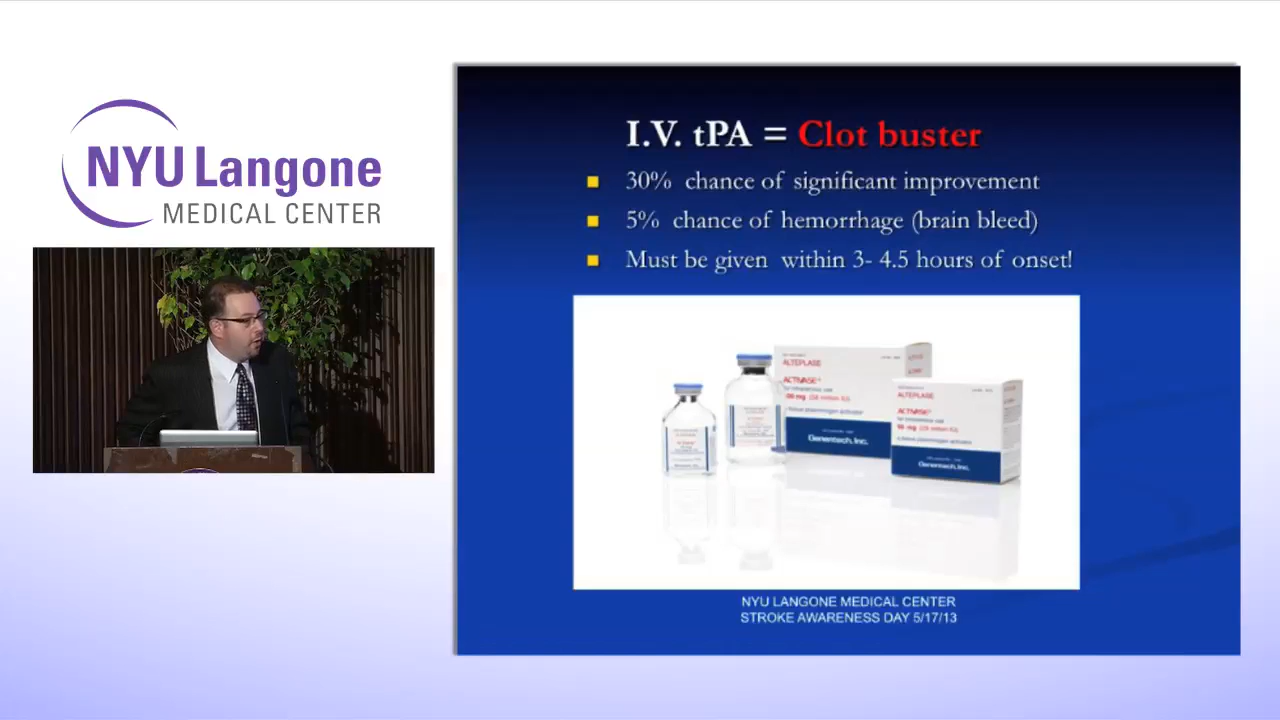 NYU Langone
MEDICAL CENTER
I.V. tPA = Clot buster
30% chance of significant improvement
5% chance of hemorrhage (brain bleed)
Must be given within 3- 4.5 hours of onset!
ALTEPLASE
ACTIVASE
Genentech, Inc.
ALTEPLASE
ACTIVASE
Genentech, Inc.
NYU LANGONE MEDICAL CENTER
STROKE AWARENESS DAY 5/17/13